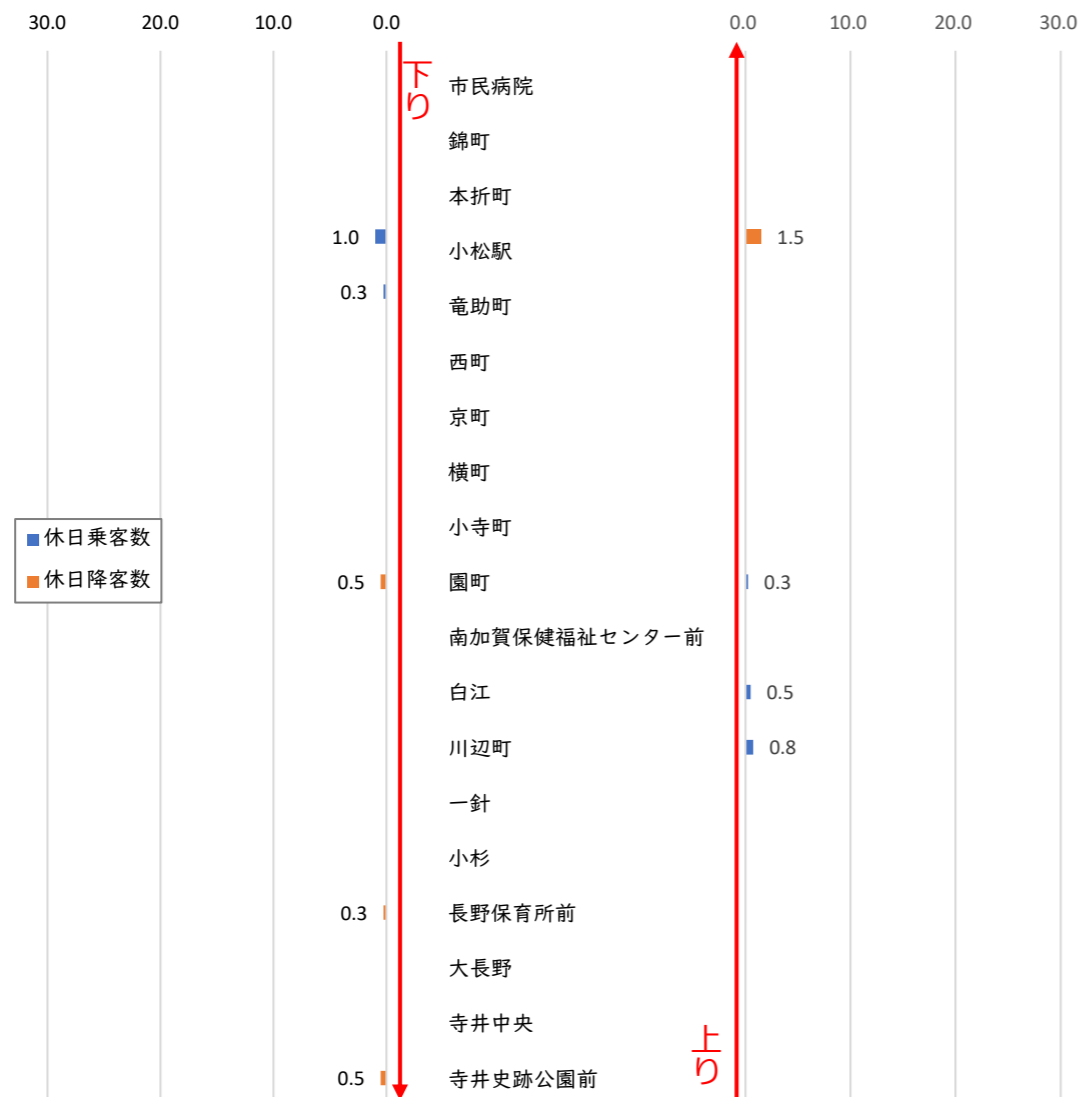 30.0 20.0 10.0 0.0 0.0 10.0 20.0 30.0
下り
市民病院
錦町
本折町
1.0 小松駅 1.5
0.3 竜助町
西町
京町
横町
小寺町
休日乗客数
休日降客数
0.5 園町 0.3
南加賀保健福祉センター前
白江 0.5
川辺町 0.8
一針
小杉
0.3 長野保育所前
大長野
寺井中央
上り
0.5 寺井史跡公園前